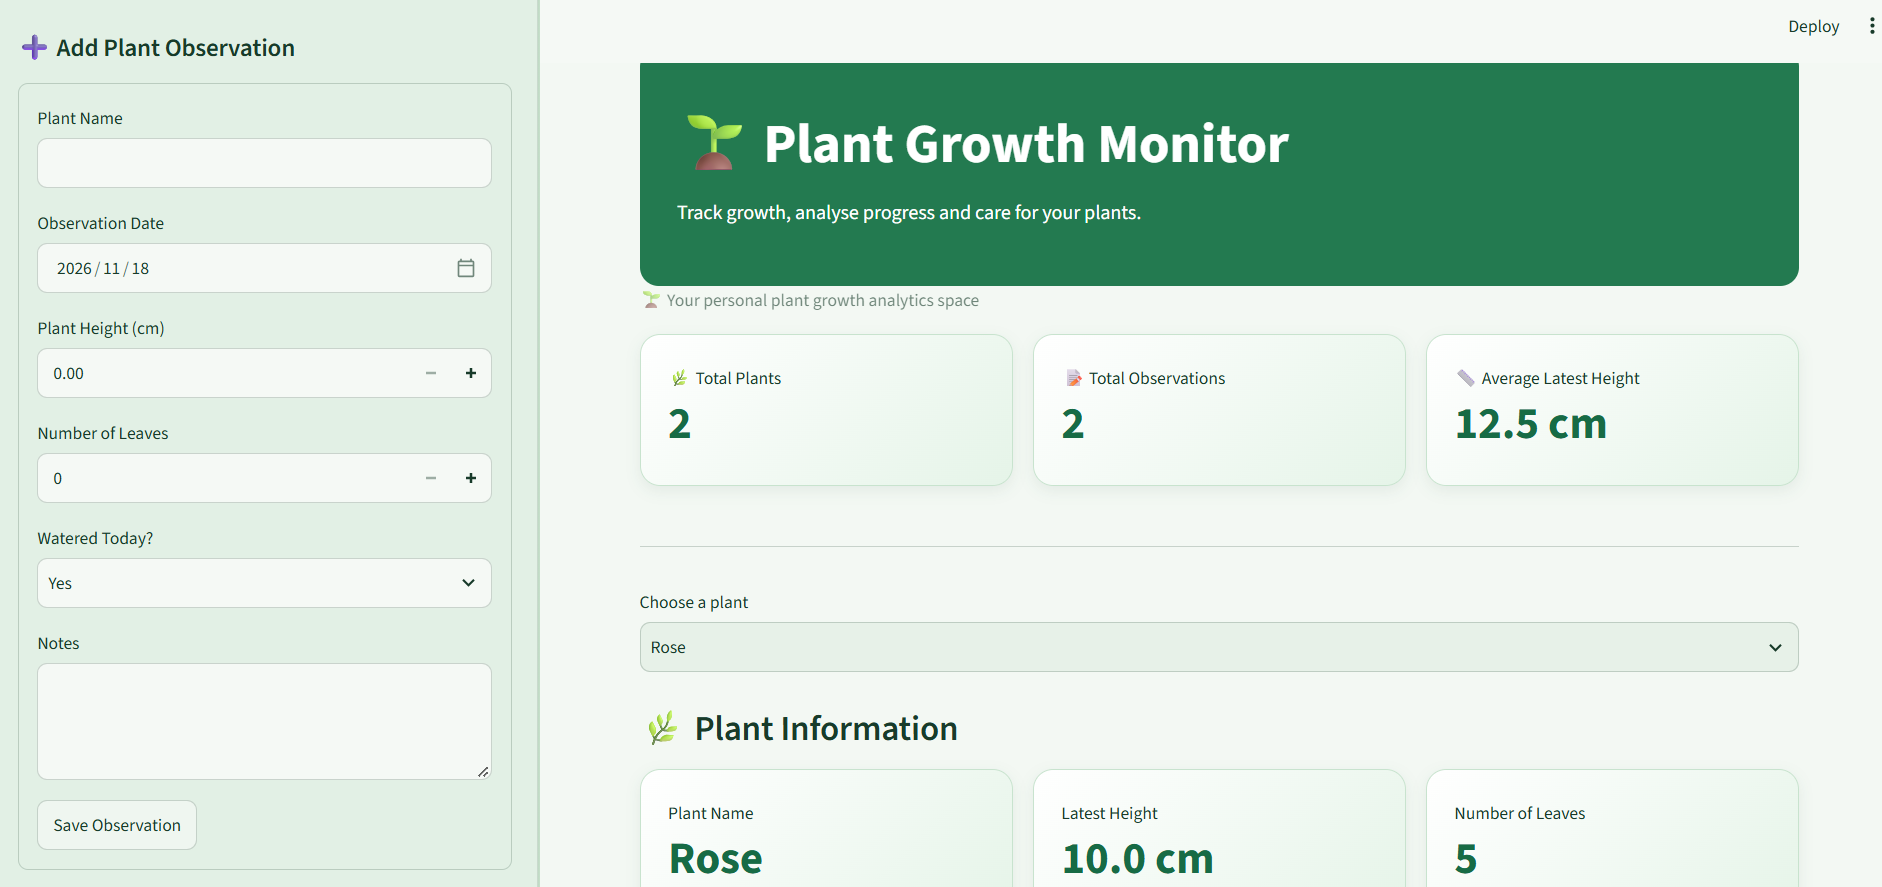 Add Plant Observation
Plant Name
Observation Date
2026/11/18
Plant Height (cm)
0.00
Number of Leaves
0
Watered Today?
Yes
Notes
Save Observation
Deploy
Plant Growth Monitor
Track growth, analyse progress and care for your plants.
Your personal plant growth analytics space
Total Plants
2
Total Observations
2
Average Latest Height
12.5 cm
Choose a plant
Rose
Plant Information
Plant Name
Rose
Latest Height
10.0 cm
Number of Leaves
5